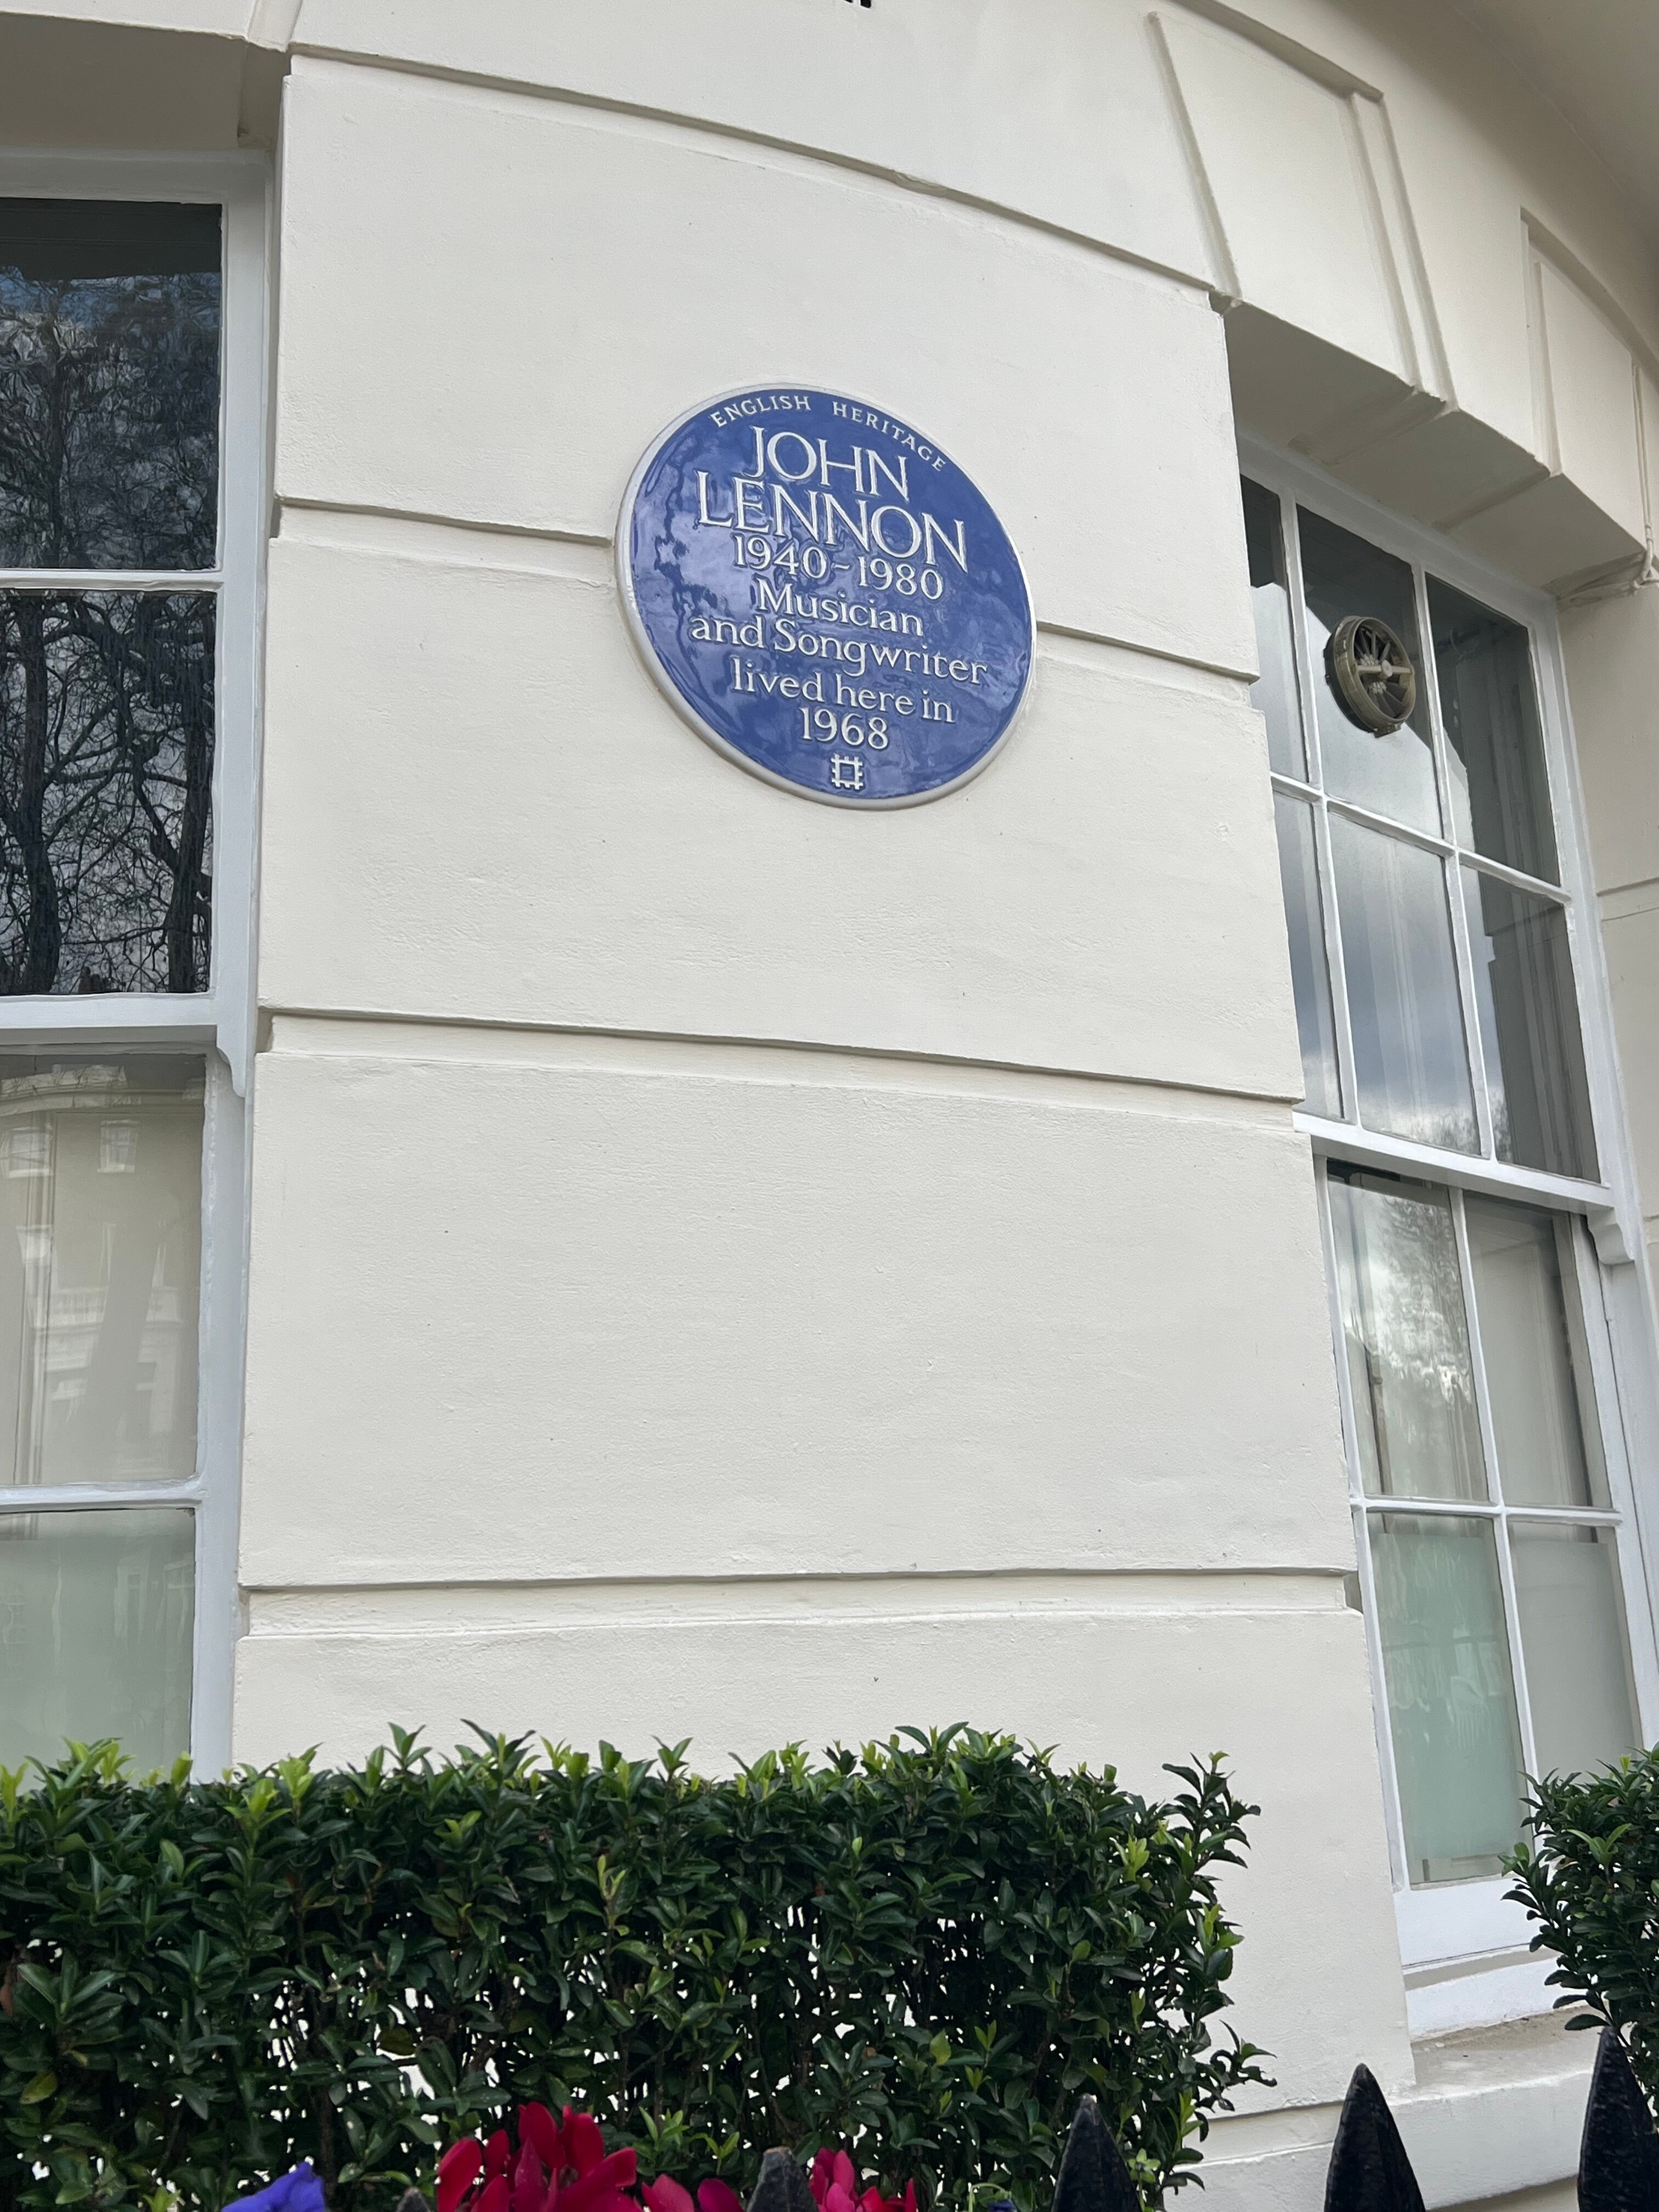 ENGLISH HERITAGE
JOHN
LENNON
1940-1980
Musician
and Songwriter
lived here in
1968